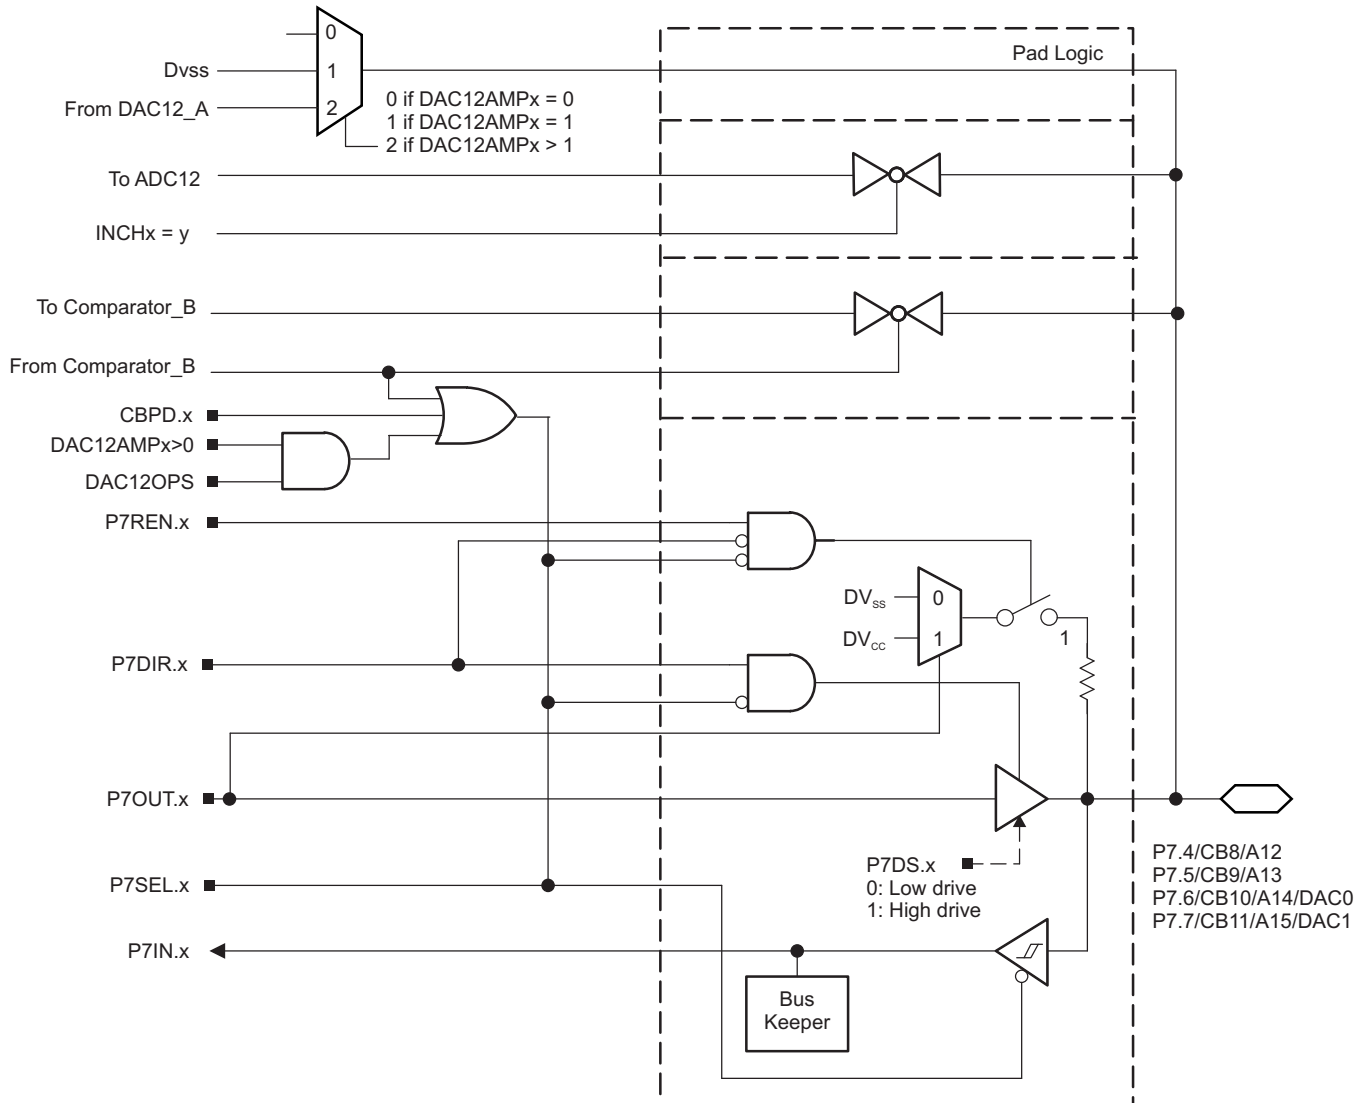 0
Pad Logic
Dvss
1
From DAC12_A
2
0 if DAC12AMPx = 0
1 if DAC12AMPx = 1
2 if DAC12AMPx > 1
To ADC12
INCHx = y
To Comparator_B
From Comparator_B
CBPD.x
DAC12AMPx>0
DAC12OPS
P7REN.x
DVSS
0
DVCC
1
1
P7DIR.x
P7OUT.x
P7DS.x
0: Low drive
1: High drive
P7.4/CB8/A12
P7.5/CB9/A13
P7.6/CB10/A14/DAC0
P7.7/CB11/A15/DAC1
P7SEL.x
P7IN.x
Bus
Keeper